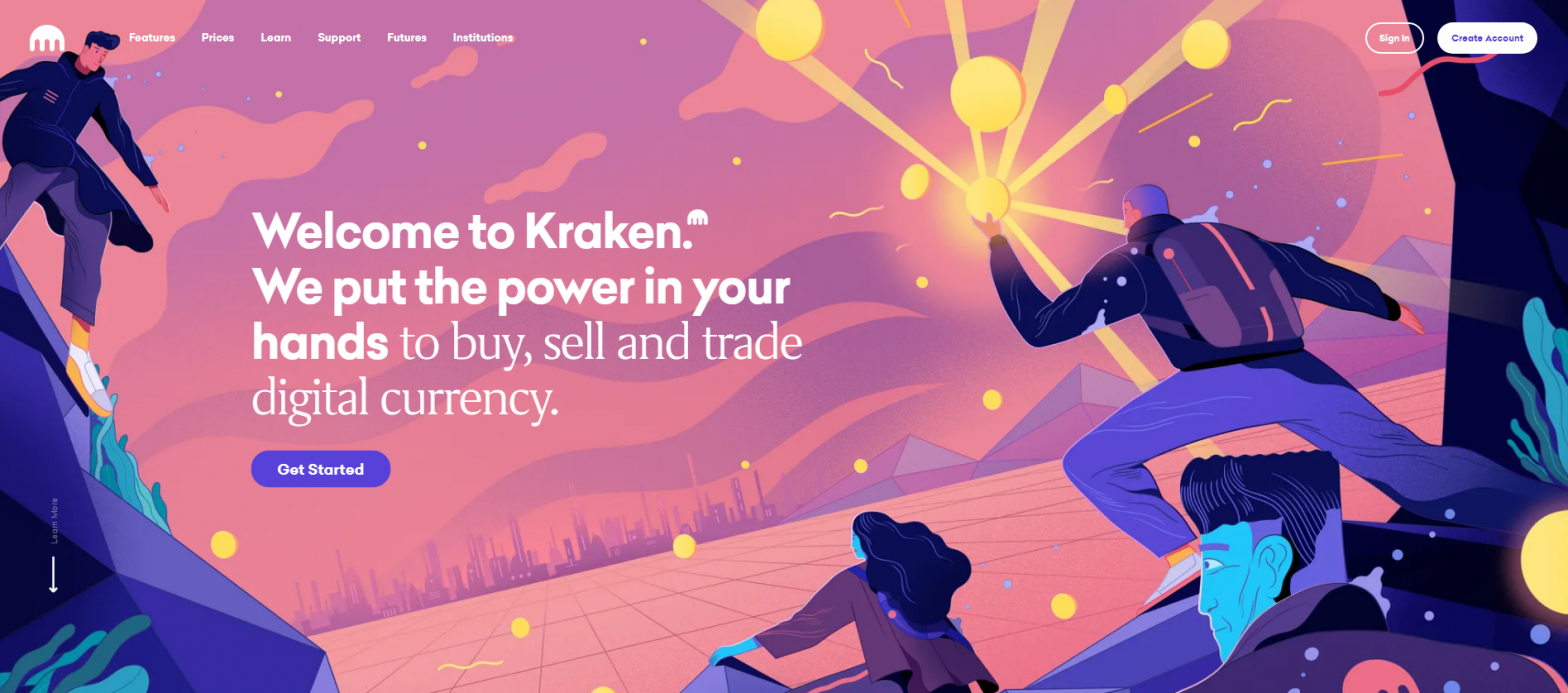 Features Prices Learn Support Futures Institutions Sign In Create Account
Welcome to Kraken.
We put the power in your
hands to buy, sell and trade
digital currency.
Get Started
Learn More